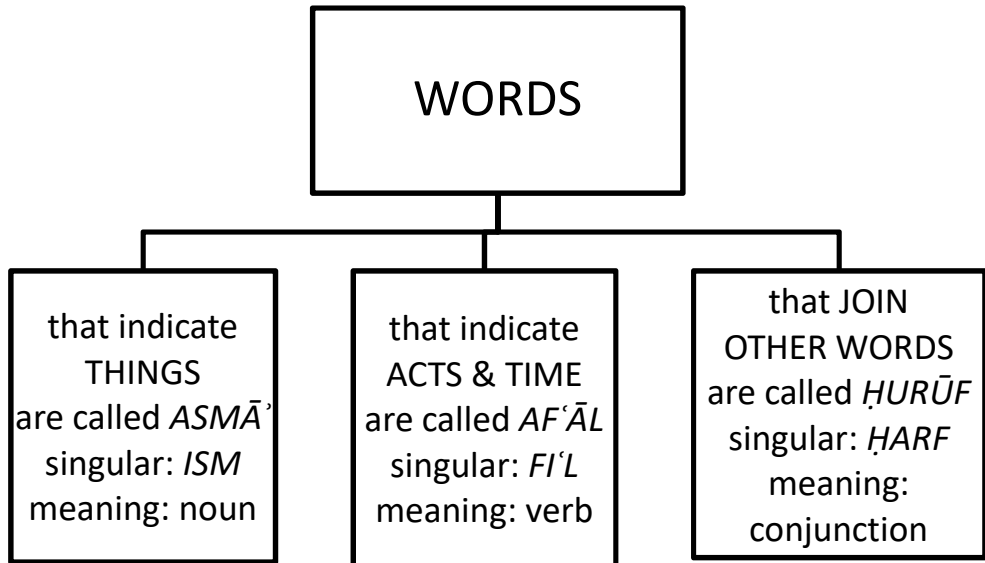 WORDS
that indicate
THINGS
are called ASMĀʾ
singular: ISM
meaning: noun
that indicate
ACTS & TIME
are called AFʿĀL
singular: FIʿL
meaning: verb
that JOIN
OTHER WORDS
are called ḤURŪF
singular: ḤARF
meaning:
conjunction